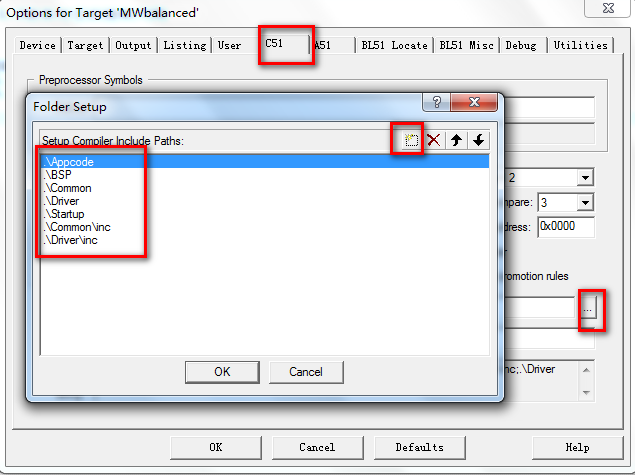 Options for Target 'MWbalanced'
Device Target Output Listing User C51 A51 BL51 Locate BL51 Misc Debug Utilities
Preprocessor Symbols
Folder Setup
Setup Compiler Include Paths:
.\Appcode
.\BSP
.\Common
.\Driver
.\Startup
.\Common\inc
.\Driver\inc
2
mpare: 3
dress: 0x0000
romotion rules
...
nc;.\Driver
OK Cancel
OK Cancel Defaults Help